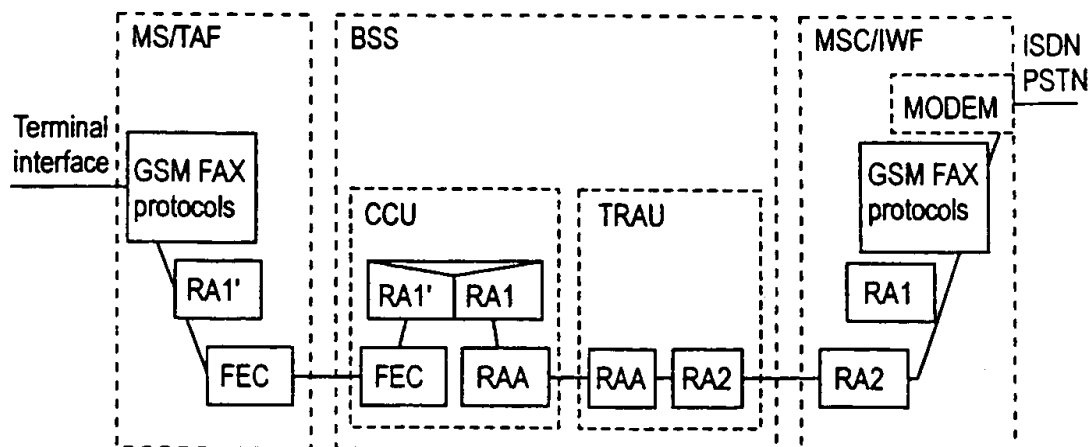 MS/TAF
BSS
MSC/IWF
ISDN
PSTN
MODEM
Terminal
interface
GSM FAX
protocols
GSM FAX
protocols
CCU
TRAU
RA1'
RA1'
RA1
RA1
FEC
FEC
RAA
RAA
RA2
RA2